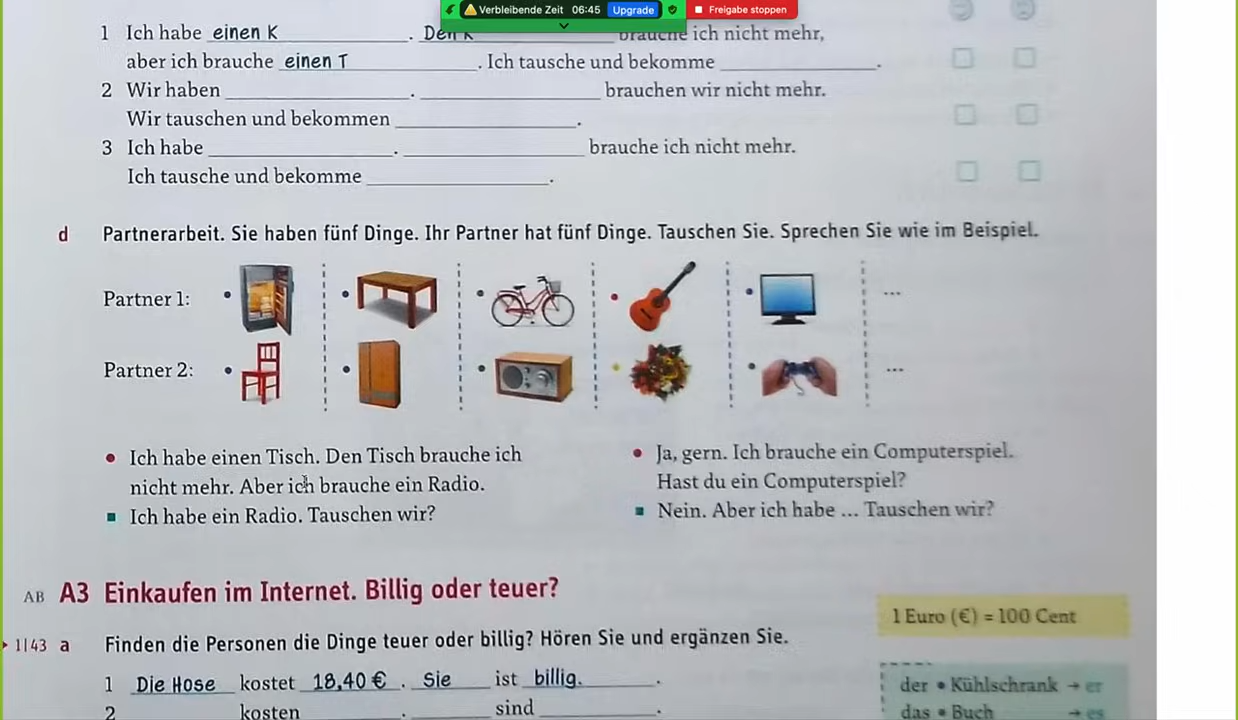 Verbleibende Zeit 06:45 Upgrade Freigabe stoppen
1 Ich habe einen K . Den K brauche ich nicht mehr,
aber ich brauche einen T . Ich tausche und bekomme .
2 Wir haben . brauchen wir nicht mehr.
Wir tauschen und bekommen .
3 Ich habe . brauche ich nicht mehr.
Ich tausche und bekomme .
d Partnerarbeit. Sie haben fünf Dinge. Ihr Partner hat fünf Dinge. Tauschen Sie. Sprechen Sie wie im Beispiel.
Partner 1: ...
Partner 2: ...
• Ich habe einen Tisch. Den Tisch brauche ich
nicht mehr. Aber ich brauche ein Radio.
Ich habe ein Radio. Tauschen wir?
• Ja, gern. Ich brauche ein Computerspiel.
Hast du ein Computerspiel?
Nein. Aber ich habe ... Tauschen wir?
AB A3 Einkaufen im Internet. Billig oder teuer?
1 Euro (€) = 100 Cent
1|43 a Finden die Personen die Dinge teuer oder billig? Hören Sie und ergänzen Sie.
1 Die Hose kostet 18,40 € . Sie ist billig. .
2 kosten . sind .
der • Kühlschrank → er
das • Buch → es